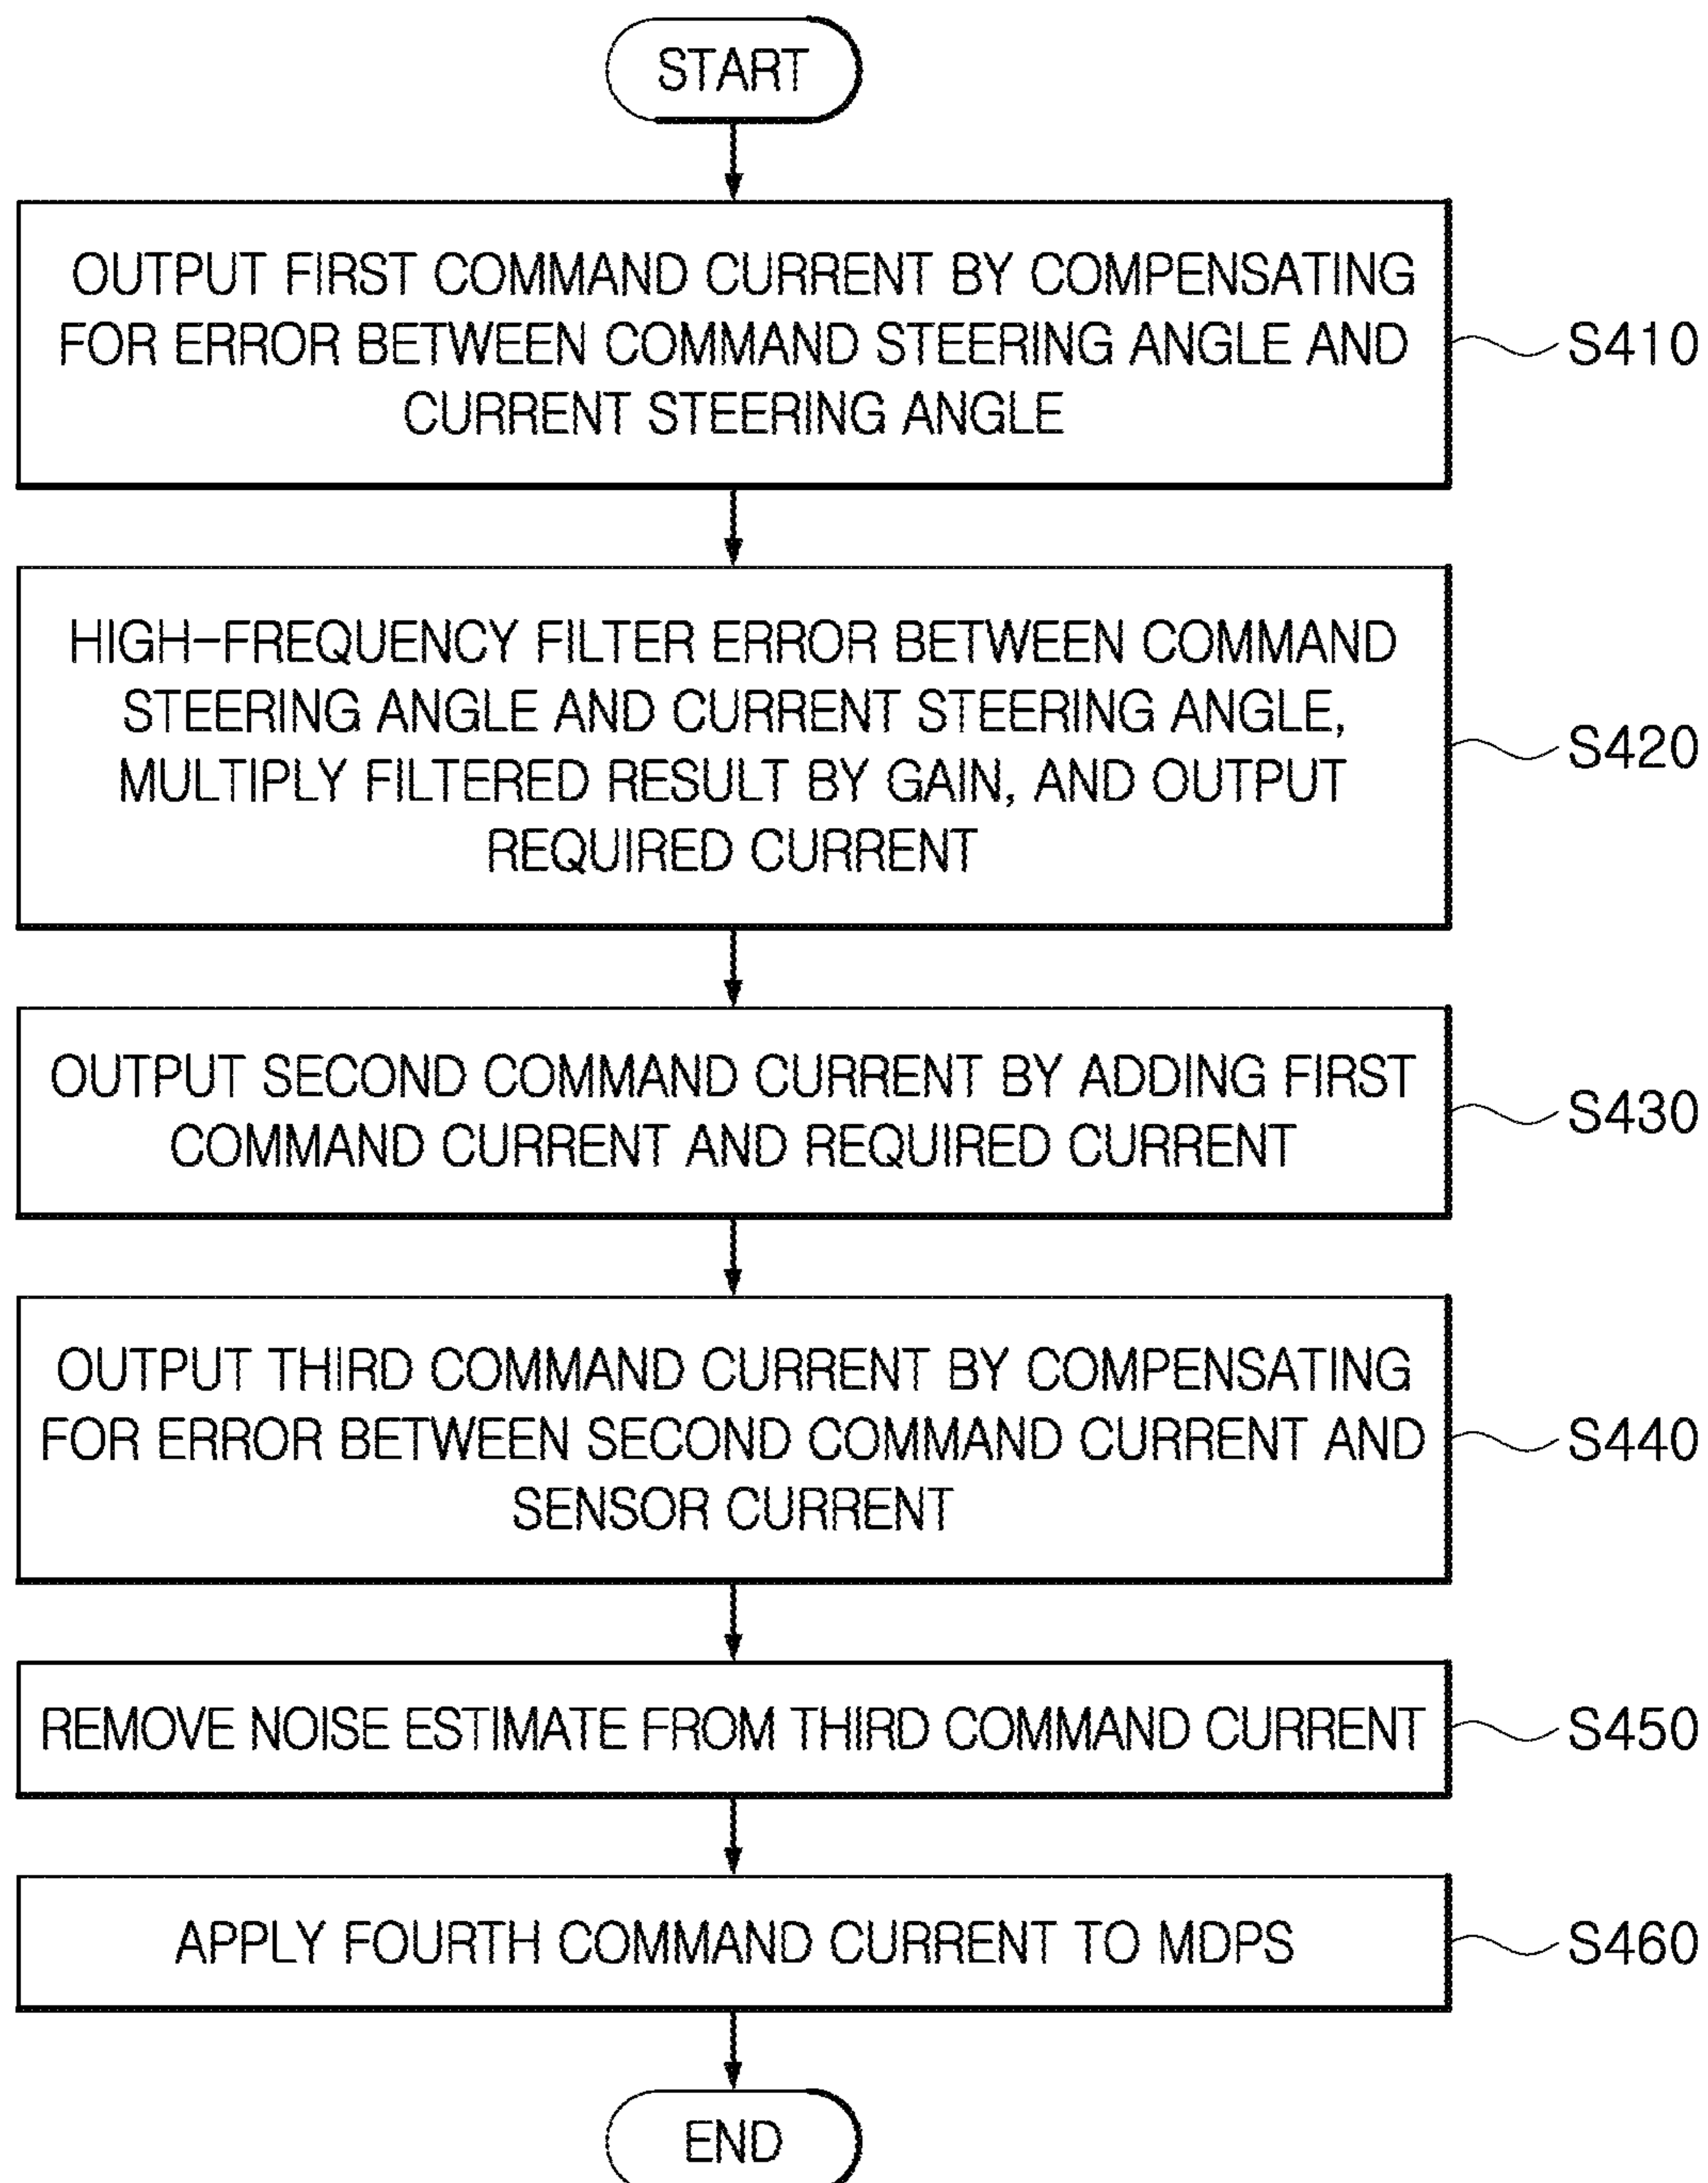 START
OUTPUT FIRST COMMAND CURRENT BY COMPENSATING
FOR ERROR BETWEEN COMMAND STEERING ANGLE AND
CURRENT STEERING ANGLE
S410
HIGH-FREQUENCY FILTER ERROR BETWEEN COMMAND
STEERING ANGLE AND CURRENT STEERING ANGLE,
MULTIPLY FILTERED RESULT BY GAIN, AND OUTPUT
REQUIRED CURRENT
S420
OUTPUT SECOND COMMAND CURRENT BY ADDING FIRST
COMMAND CURRENT AND REQUIRED CURRENT
S430
OUTPUT THIRD COMMAND CURRENT BY COMPENSATING
FOR ERROR BETWEEN SECOND COMMAND CURRENT AND
SENSOR CURRENT
S440
REMOVE NOISE ESTIMATE FROM THIRD COMMAND CURRENT
S450
APPLY FOURTH COMMAND CURRENT TO MDPS
S460
END